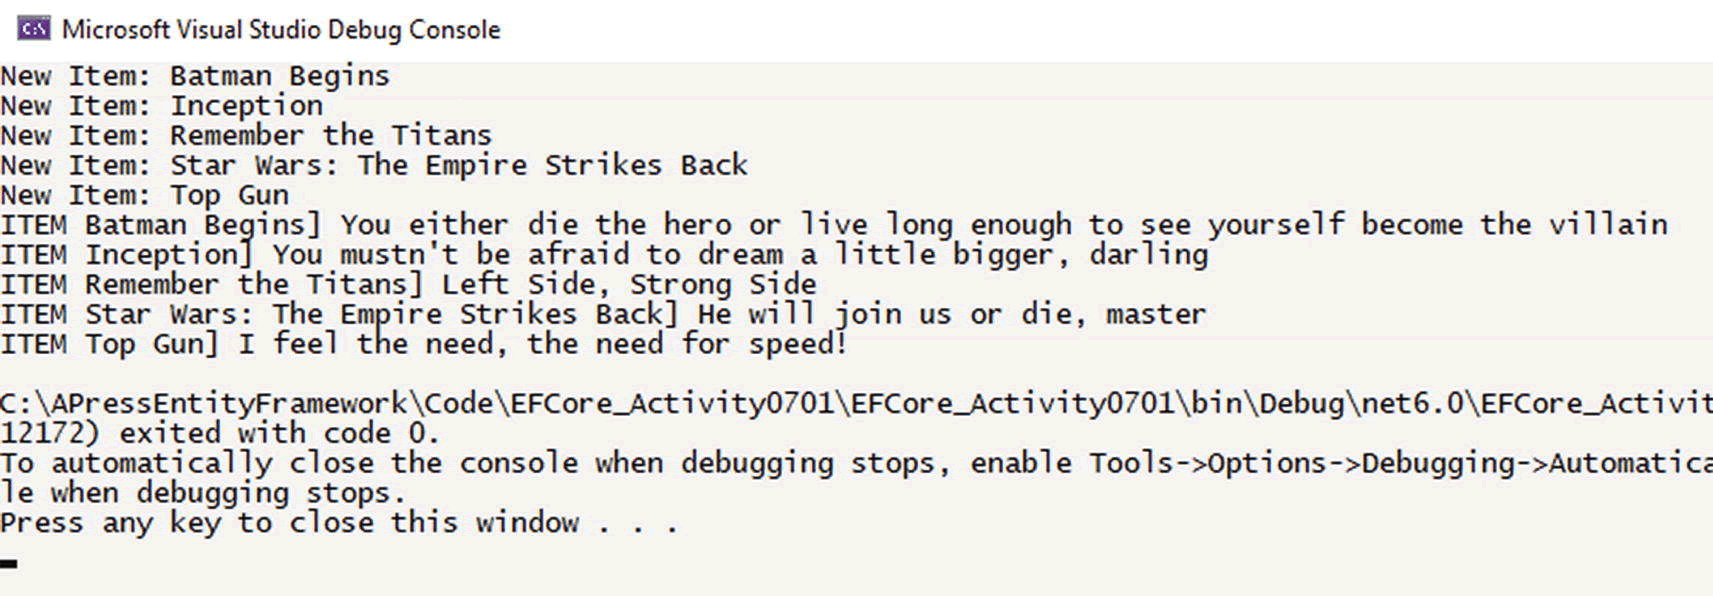 Microsoft Visual Studio Debug Console
New Item: Batman Begins
New Item: Inception
New Item: Remember the Titans
New Item: Star Wars: The Empire Strikes Back
New Item: Top Gun
ITEM Batman Begins] You either die the hero or live long enough to see yourself become the villain
ITEM Inception] You mustn't be afraid to dream a little bigger, darling
ITEM Remember the Titans] Left Side, Strong Side
ITEM Star Wars: The Empire Strikes Back] He will join us or die, master
ITEM Top Gun] I feel the need, the need for speed!
C:\APressEntityFramework\Code\EFCore_Activity0701\EFCore_Activity0701\bin\Debug\net6.0\EFCore_Activit
12172) exited with code 0.
To automatically close the console when debugging stops, enable Tools->Options->Debugging->Automatica
le when debugging stops.
Press any key to close this window . . .